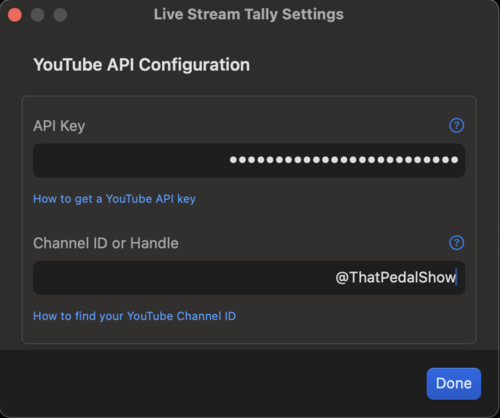 Live Stream Tally Settings
YouTube API Configuration
API Key
?
●●●●●●●●●●●●●●●●●●●●●●●●●
How to get a YouTube API key
Channel ID or Handle
?
@ThatPedalShow
How to find your YouTube Channel ID
Done